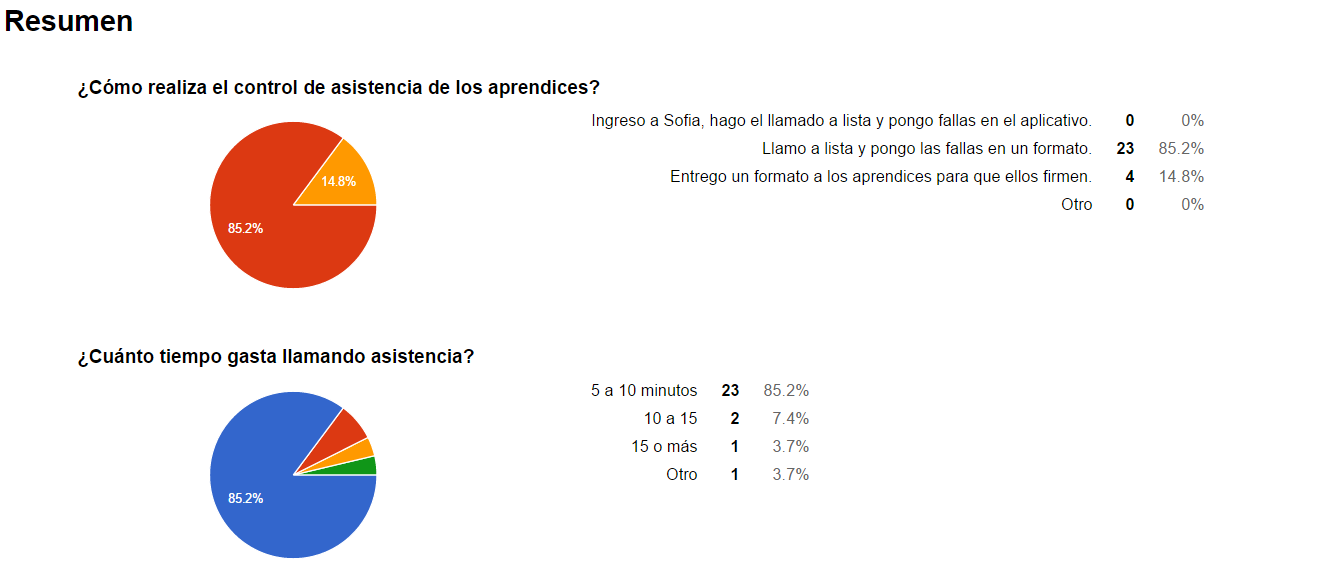 Resumen
¿Cómo realiza el control de asistencia de los aprendices?
14.8%
85.2%
Ingreso a Sofia, hago el llamado a lista y pongo fallas en el aplicativo. 0 0%
Llamo a lista y pongo las fallas en un formato. 23 85.2%
Entrego un formato a los aprendices para que ellos firmen. 4 14.8%
Otro 0 0%
¿Cuánto tiempo gasta llamando asistencia?
85.2%
5 a 10 minutos 23 85.2%
10 a 15 2 7.4%
15 o más 1 3.7%
Otro 1 3.7%